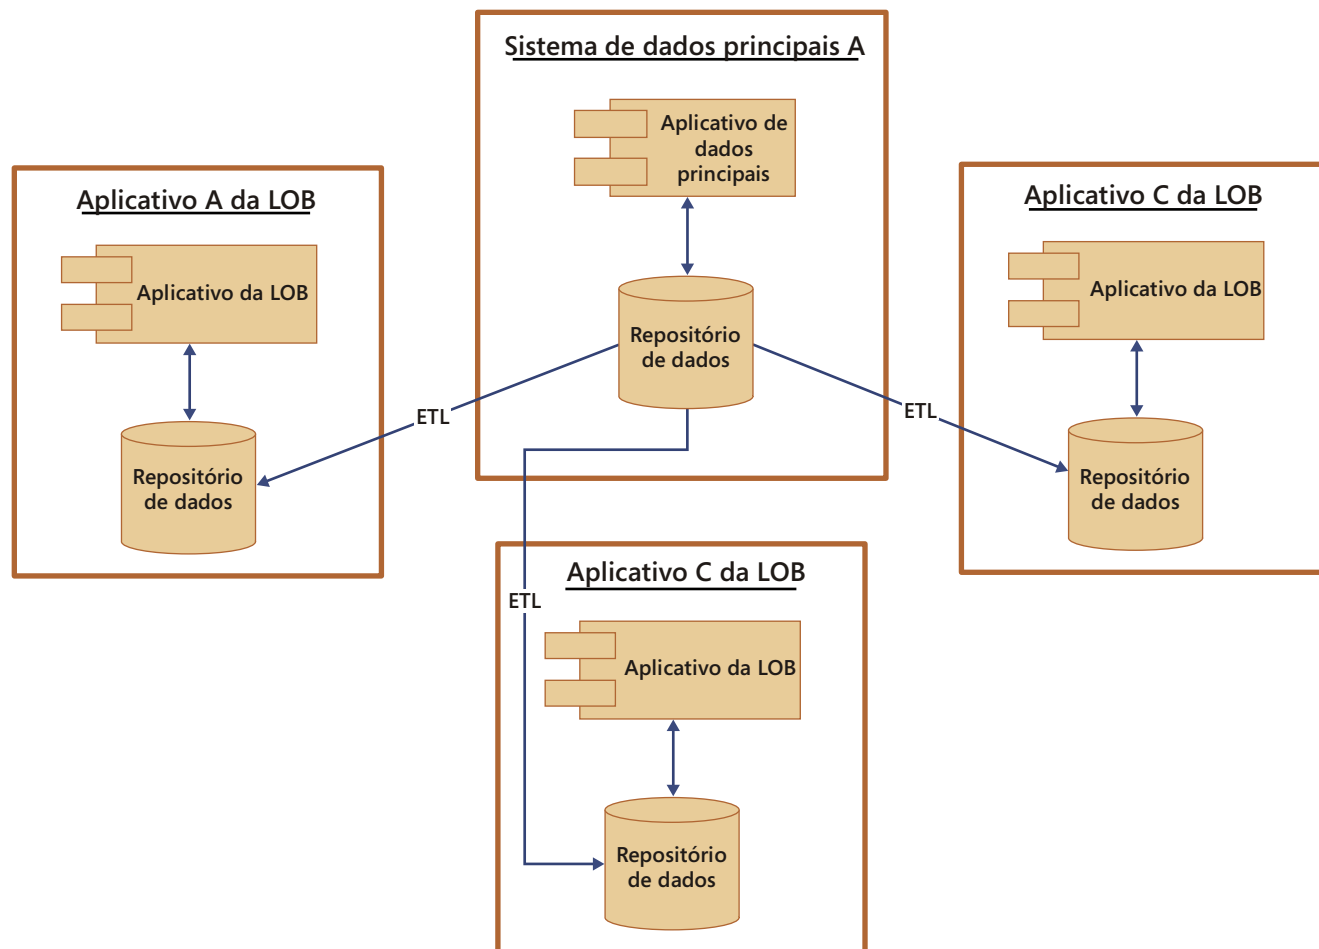 Sistema de dados principais A
Aplicativo de
dados
principais
Repositório
de dados
Aplicativo A da LOB
Aplicativo da LOB
Repositório
de dados
ETL
Aplicativo C da LOB
Aplicativo da LOB
Repositório
de dados
ETL
Aplicativo C da LOB
ETL
Aplicativo da LOB
Repositório
de dados